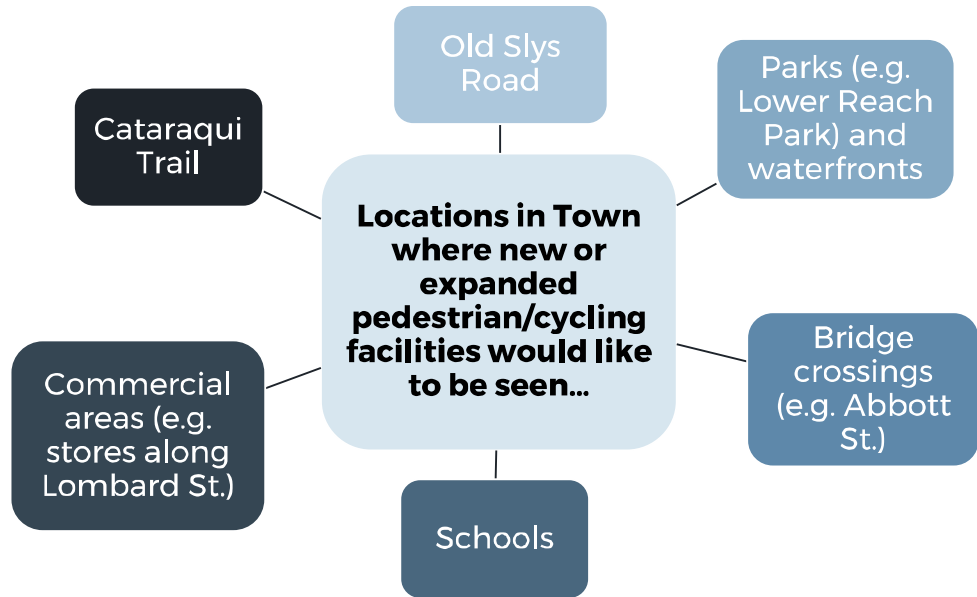 Old Slys
Road
Parks (e.g.
Lower Reach
Park) and
waterfronts
Cataraqui
Trail
Locations in Town
where new or
expanded
pedestrian/cycling
facilities would like
to be seen...
Bridge
crossings
(e.g. Abbott
St.)
Commercial
areas (e.g.
stores along
Lombard St.)
Schools